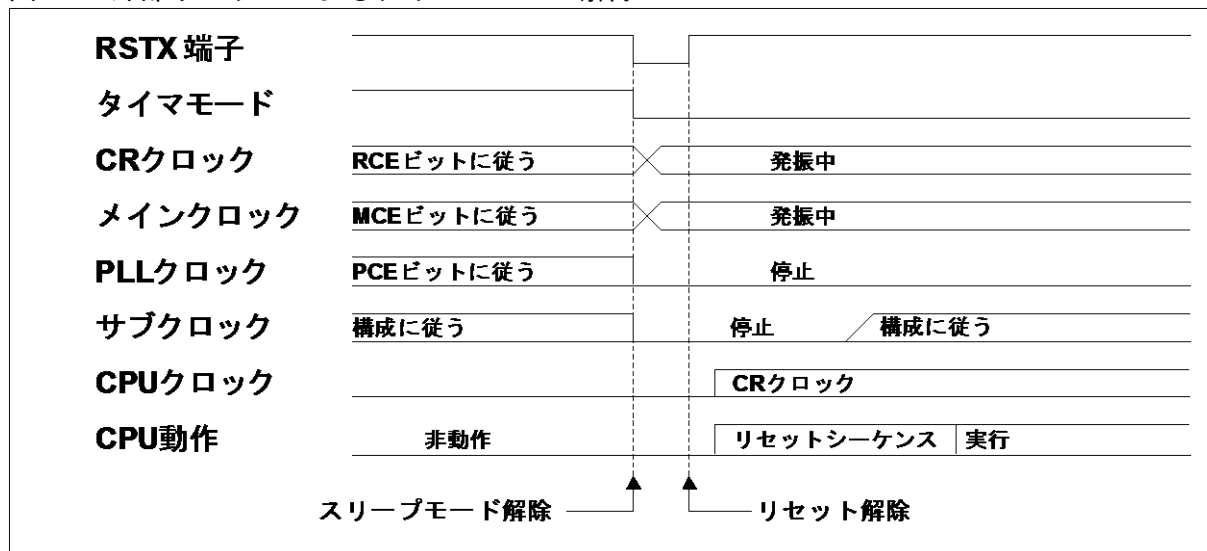 RSTX 端子
タイマモード
CRクロック RCEビットに従う 発振中
メインクロック MCEビットに従う 発振中
PLLクロック PCEビットに従う 停止
サブクロック 構成に従う 停止 構成に従う
CPUクロック CRクロック
CPU動作 非動作 リセットシーケンス 実行
スリープモード解除 リセット解除